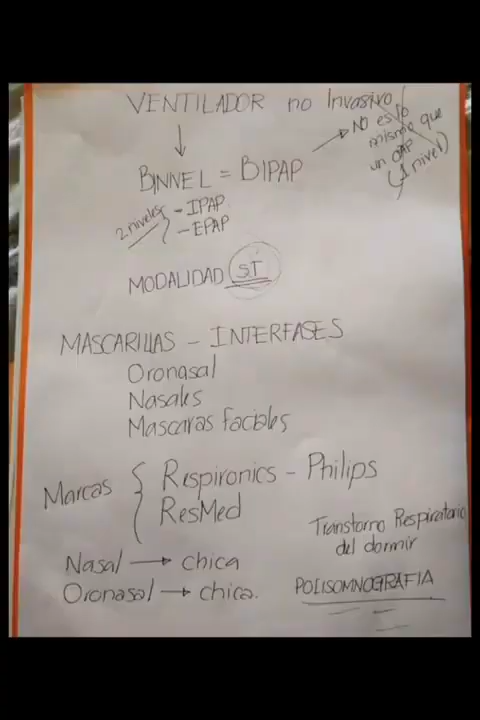 VENTILADOR no Invasivo
NO es lo
mismo que
un CPAP
(1 nivel)
BINIVEL = BIPAP
2 niveles
- IPAP
- EPAP
MODALIDAD ST
MASCARILLAS - INTERFASES
Oronasal
Nasales
Mascaras faciales
Marcas
Respironics - Philips
ResMed
Transtorno Respiratorio
del dormir
Nasal → chica
Oronasal → chica.
POLISOMNOGRAFIA